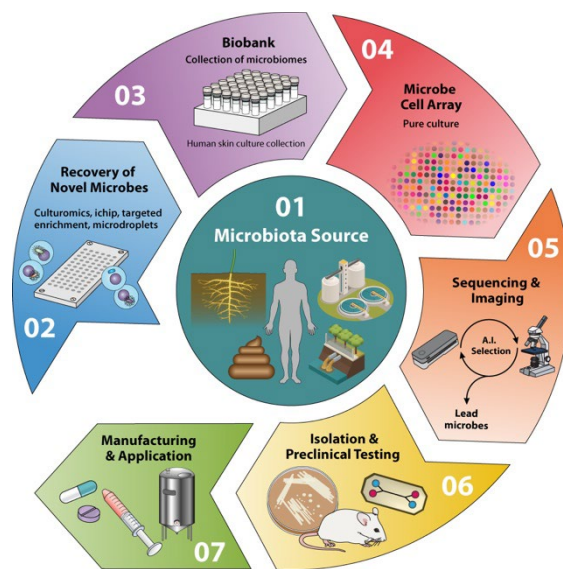 01
Microbiota Source
02
Recovery of
Novel Microbes
Culturomics, ichip, targeted
enrichment, microdroplets
03
Biobank
Collection of microbiomes
Human skin culture collection
04
Microbe
Cell Array
Pure culture
05
Sequencing &
Imaging
A.I.
Selection
Lead
microbes
06
Isolation &
Preclinical Testing
07
Manufacturing
& Application